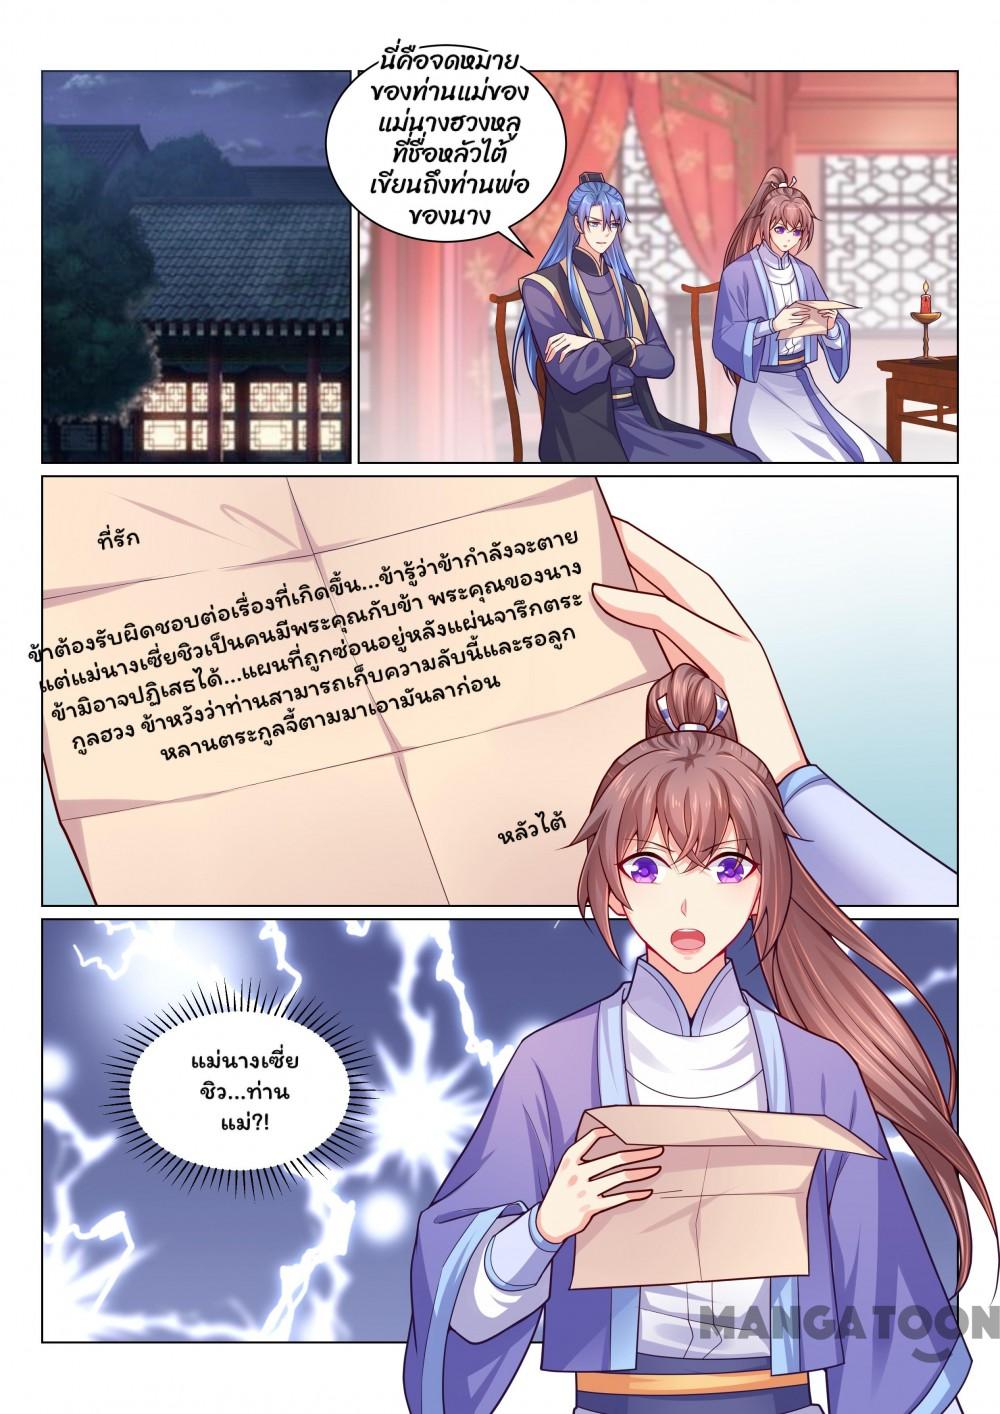 นี่คือจดหมาย
ของท่านแม่ของ
แม่นางฮวงหลู
ที่ชื่อหลัวไต้
เขียนถึงท่านพ่อ
ของนาง
ที่รัก
ข้าต้องรับผิดชอบต่อเรื่องที่เกิดขึ้น...ข้ารู้ว่าข้ากำลังจะตาย
แต่แม่นางเซี่ยชิวเป็นคนมีพระคุณกับข้า พระคุณของนาง
ข้ามิอาจปฏิเสธได้...แผนที่ถูกซ่อนอยู่หลังแผ่นจารึกตระ
กูลฮวง ข้าหวังว่าท่านสามารถเก็บความลับนี้และรอลูก
หลานตระกูลจี้ตามมาเอามันลาก่อน
หลัวไต้
แม่นางเซี่ย
ชิว...ท่าน
แม่?!
MANGATOON